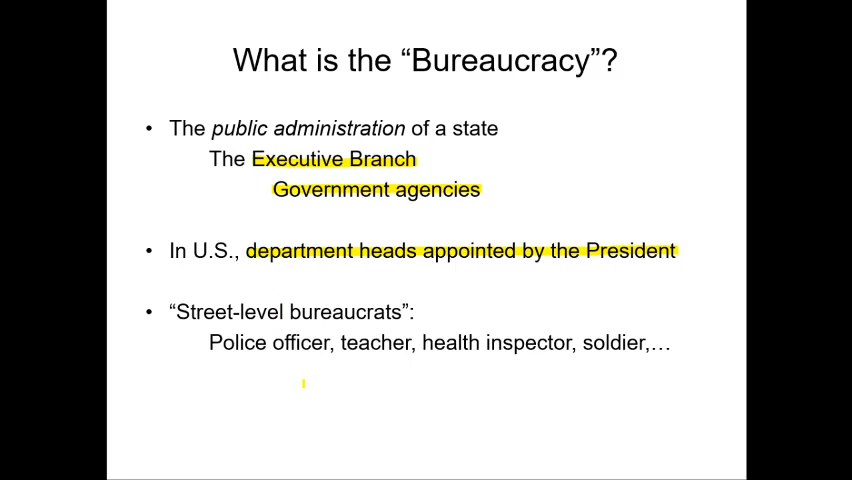 What is the “Bureaucracy”?
• The public administration of a state
The Executive Branch
Government agencies
• In U.S., department heads appointed by the President
• “Street-level bureaucrats”:
Police officer, teacher, health inspector, soldier,…